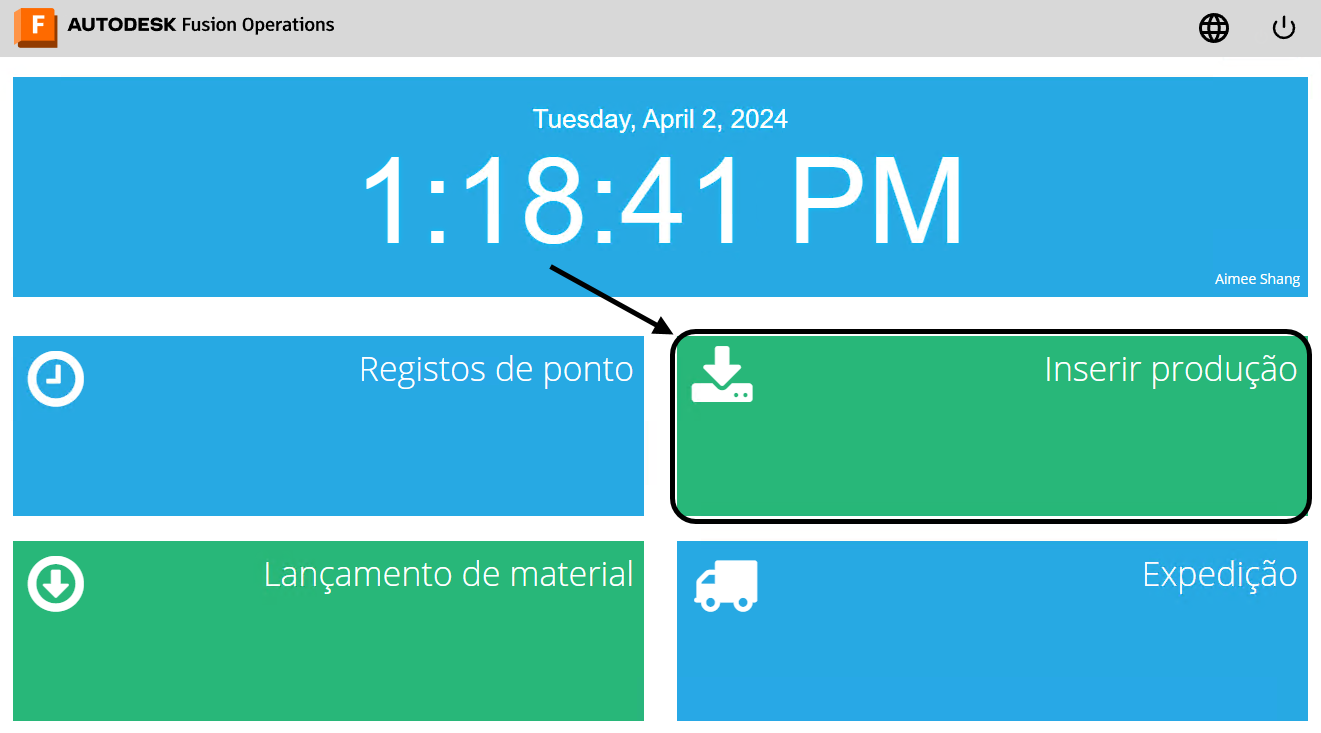 F AUTODESK Fusion Operations
Tuesday, April 2, 2024
1:18:41 PM
Aimee Shang
Registos de ponto
Inserir produção
Lançamento de material
Expedição